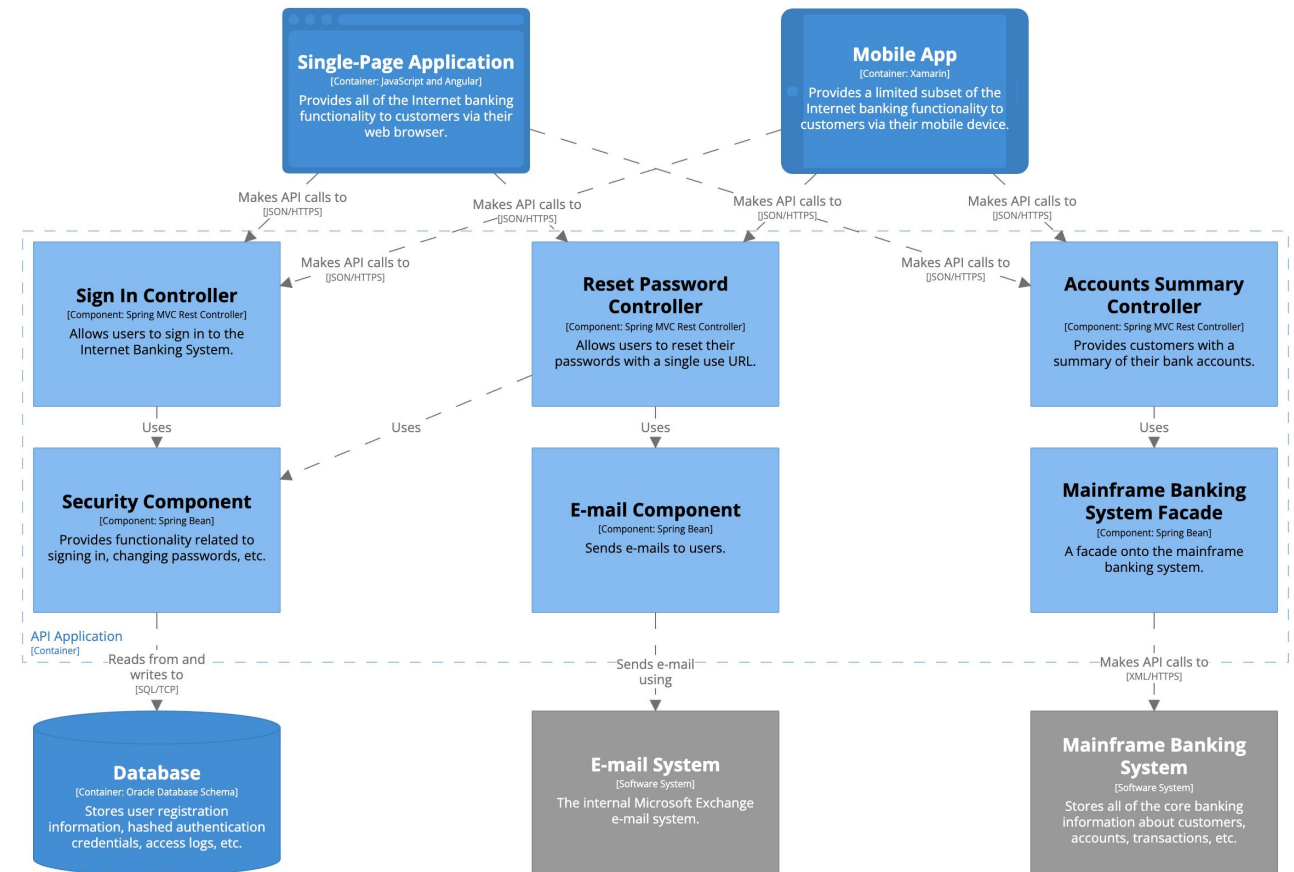 Single-Page Application
[Container: JavaScript and Angular]
Provides all of the Internet banking
functionality to customers via their
web browser.
Mobile App
[Container: Xamarin]
Provides a limited subset of the
Internet banking functionality to
customers via their mobile device.
Makes API calls to
[JSON/HTTPS]
Makes API calls to
[JSON/HTTPS]
Makes API calls to
[JSON/HTTPS]
Makes API calls to
[JSON/HTTPS]
Makes API calls to
[JSON/HTTPS]
Makes API calls to
[JSON/HTTPS]
Sign In Controller
[Component: Spring MVC Rest Controller]
Allows users to sign in to the
Internet Banking System.
Reset Password
Controller
[Component: Spring MVC Rest Controller]
Allows users to reset their
passwords with a single use URL.
Accounts Summary
Controller
[Component: Spring MVC Rest Controller]
Provides customers with a
summary of their bank accounts.
Uses
Uses
Uses
Uses
Security Component
[Component: Spring Bean]
Provides functionality related to
signing in, changing passwords, etc.
E-mail Component
[Component: Spring Bean]
Sends e-mails to users.
Mainframe Banking
System Facade
[Component: Spring Bean]
A facade onto the mainframe
banking system.
API Application
[Container]
Reads from and
writes to
[SQL/TCP]
Sends e-mail
using
Makes API calls to
[XML/HTTPS]
Database
[Container: Oracle Database Schema]
Stores user registration
information, hashed authentication
credentials, access logs, etc.
E-mail System
[Software System]
The internal Microsoft Exchange
e-mail system.
Mainframe Banking
System
[Software System]
Stores all of the core banking
information about customers,
accounts, transactions, etc.